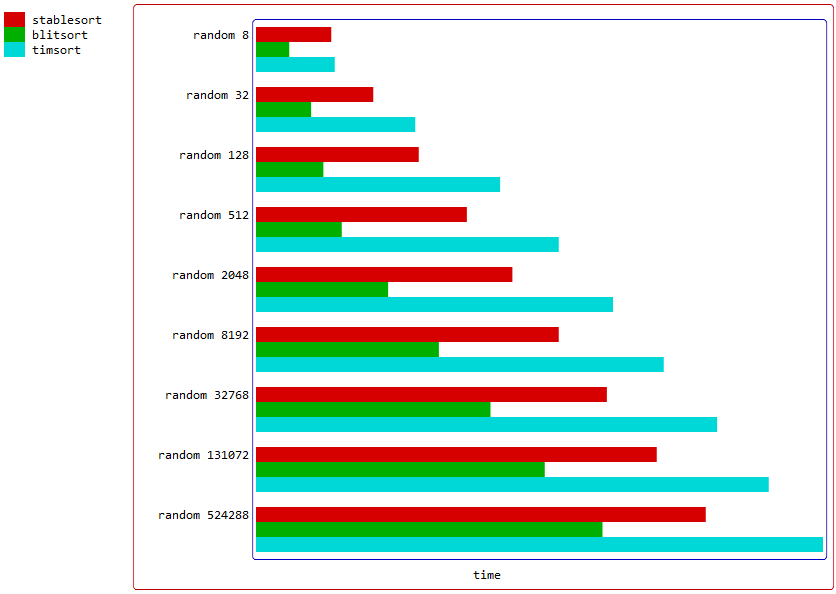 stablesort
blitsort
timsort
random 8
random 32
random 128
random 512
random 2048
random 8192
random 32768
random 131072
random 524288
time